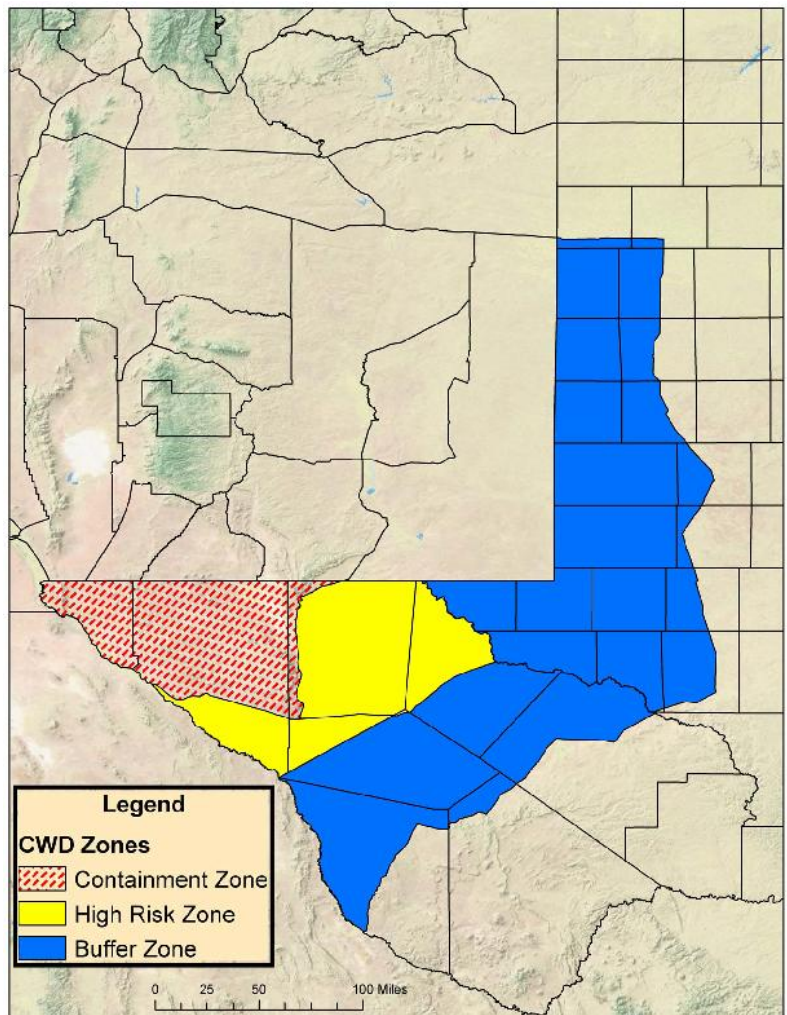 Legend
CWD Zones
Containment Zone
High Risk Zone
Buffer Zone
0 25 50 100 Miles